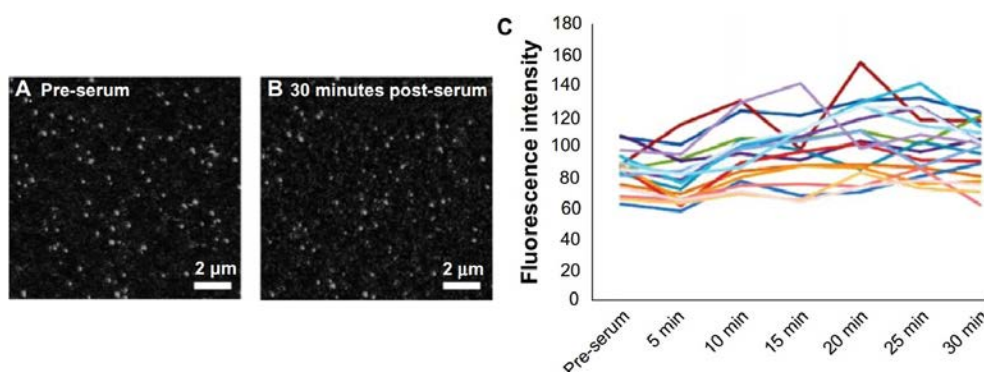 A Pre-serum
2 µm
B 30 minutes post-serum
2 µm
C
Fluorescence intensity
180
160
140
120
100
80
60
40
20
0
Pre-serum
5 min
10 min
15 min
20 min
25 min
30 min